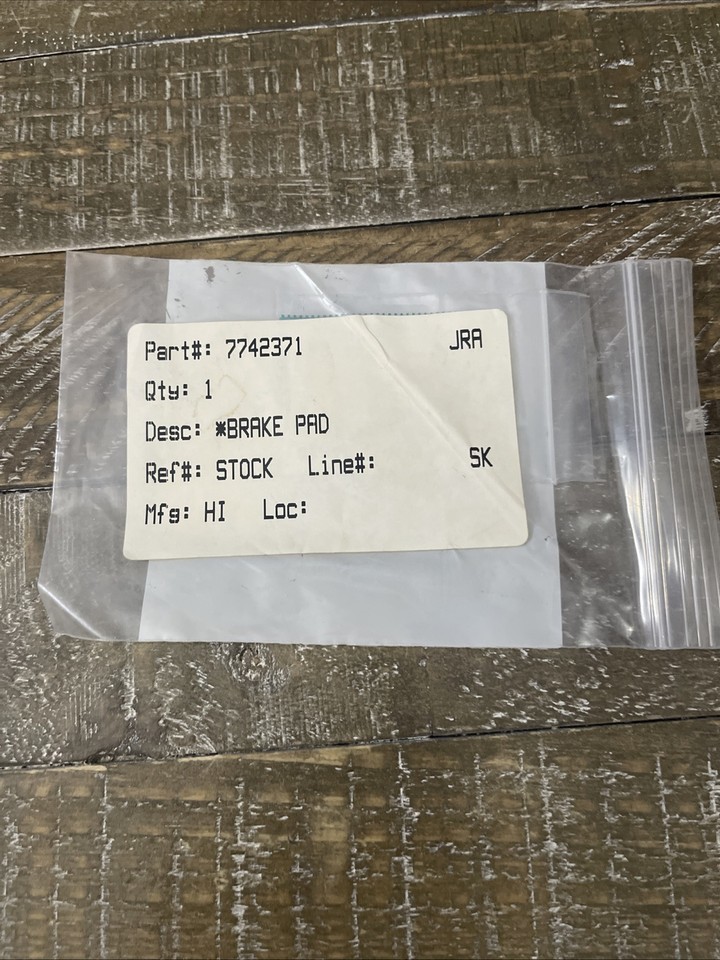 Part#: 7742371 JRA
Qty: 1
Desc: *BRAKE PAD
Ref#: STOCK Line#: SK
Mfg: HI Loc: